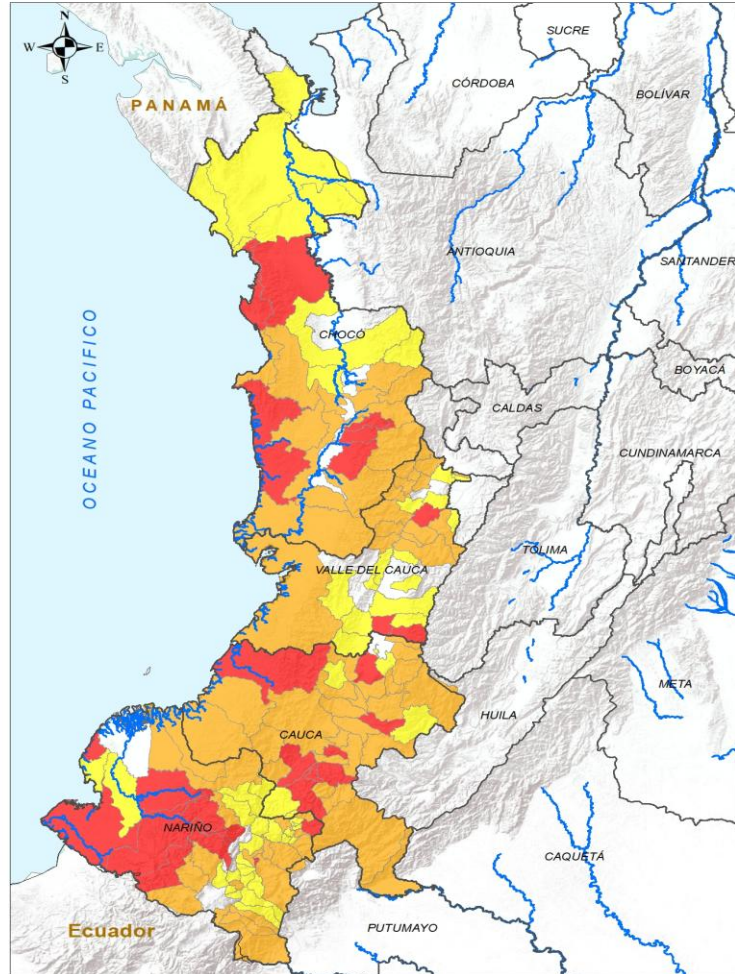 N
W E
S
SUCRE
CÓRDOBA
BOLÍVAR
PANAMÁ
ANTIOQUIA
SANTANDER
OCEANO PACIFICO
CHOCÓ
BOYACÁ
CALDAS
CUNDINAMARCA
TOLIMA
VALLE DEL CAUCA
META
HUILA
CAUCA
NARIÑO
CAQUETÁ
PUTUMAYO
Ecuador